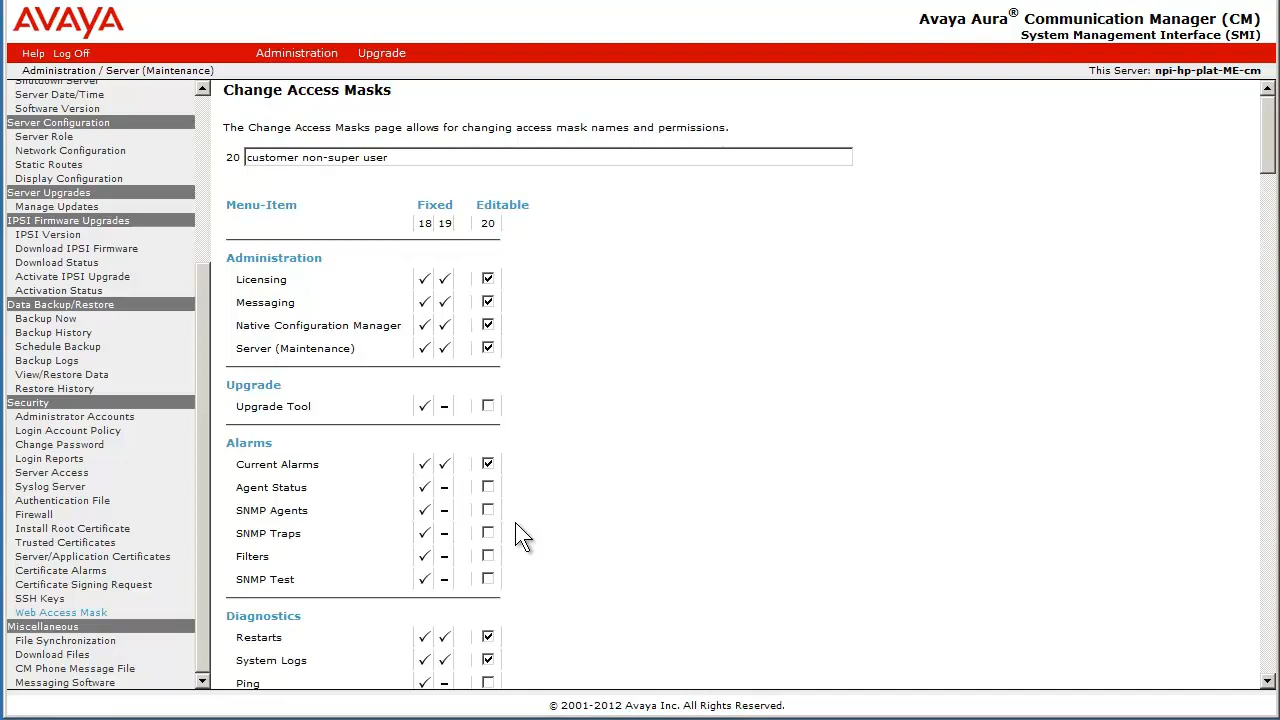 AVAYA
Avaya Aura® Communication Manager (CM)
System Management Interface (SMI)
Help Log Off Administration Upgrade
Administration / Server (Maintenance) This Server: npi-hp-plat-ME-cm
Shutdown Server
Server Date/Time
Software Version
Server Configuration
Server Role
Network Configuration
Static Routes
Display Configuration
Server Upgrades
Manage Updates
IPSI Firmware Upgrades
IPSI Version
Download IPSI Firmware
Download Status
Activate IPSI Upgrade
Activation Status
Data Backup/Restore
Backup Now
Backup History
Schedule Backup
Backup Logs
View/Restore Data
Restore History
Security
Administrator Accounts
Login Account Policy
Change Password
Login Reports
Server Access
Syslog Server
Authentication File
Firewall
Install Root Certificate
Trusted Certificates
Server/Application Certificates
Certificate Alarms
Certificate Signing Request
SSH Keys
Web Access Mask
Miscellaneous
File Synchronization
Download Files
CM Phone Message File
Messaging Software
Change Access Masks
The Change Access Masks page allows for changing access mask names and permissions.
20 customer non-super user
Menu-Item Fixed Editable
18 19 20
Administration
Licensing
Messaging
Native Configuration Manager
Server (Maintenance)
Upgrade
Upgrade Tool
Alarms
Current Alarms
Agent Status
SNMP Agents
SNMP Traps
Filters
SNMP Test
Diagnostics
Restarts
System Logs
Ping
© 2001-2012 Avaya Inc. All Rights Reserved.